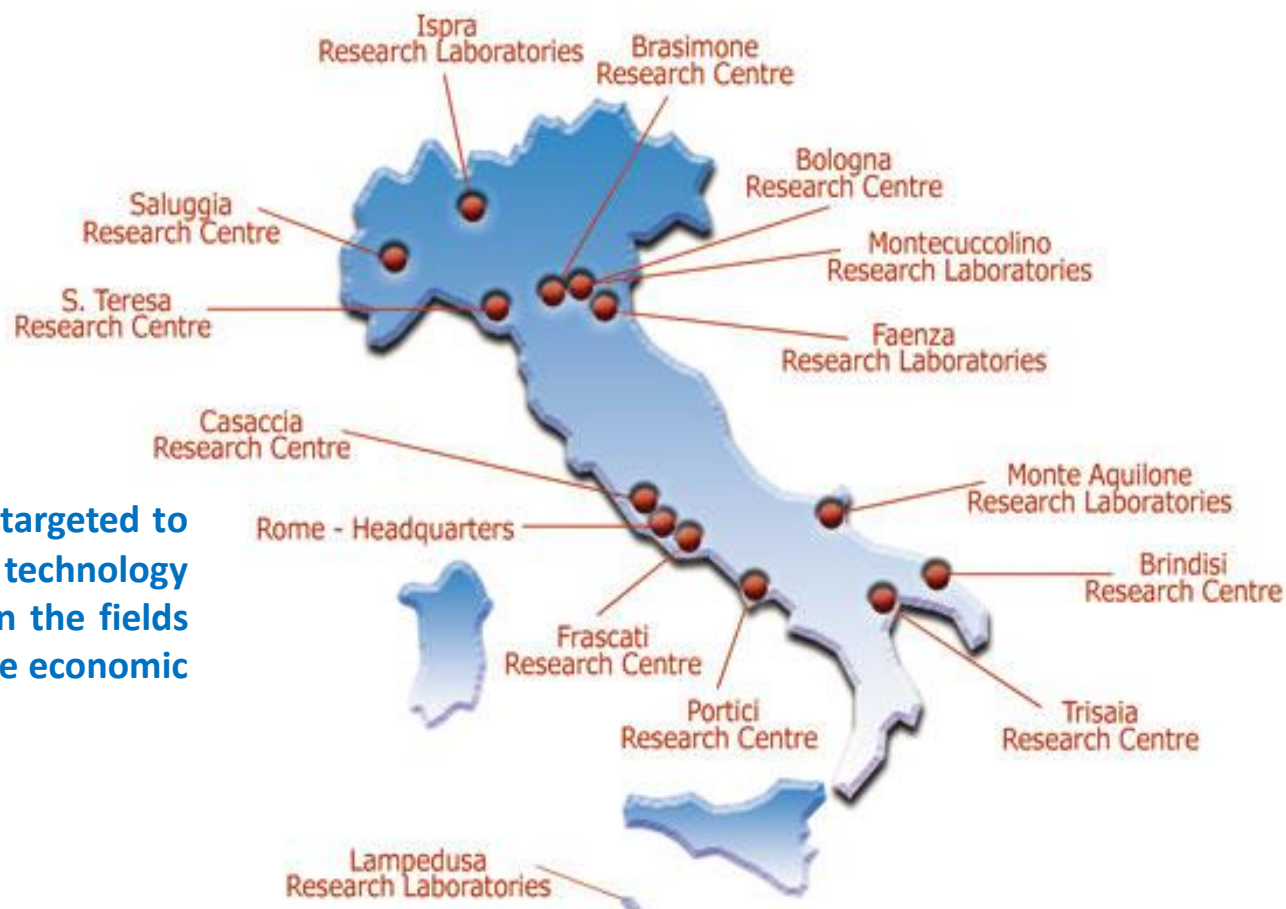 Ispra
Research Laboratories
Brasimone
Research Centre
Bologna
Research Centre
Saluggia
Research Centre
Montecuccolino
Research Laboratories
S. Teresa
Research Centre
Faenza
Research Laboratories
Casaccia
Research Centre
Monte Aquilone
Research Laboratories
targeted to
Rome - Headquarters
technology
Brindisi
Research Centre
n the fields
Frascati
Research Centre
e economic
Portici
Research Centre
Trisaia
Research Centre
Lampedusa
Research Laboratories